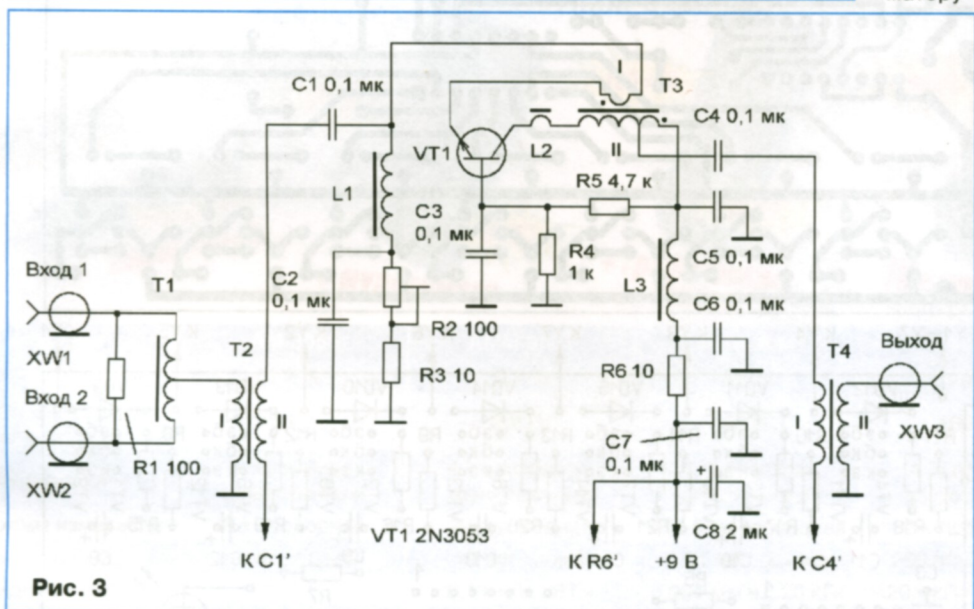 C1 0,1 мк
I
T3
C4 0,1 мк
VT1
L2
II
R5 4,7 к
L1
C3
0,1 мк
R4
1 к
C5 0,1 мк
Вход 1
T1
C2
0,1 мк
L3
C6 0,1 мк
R2 100
T4
Выход
XW1
T2
R3 10
R6 10
Вход 2
II
II
C7
0,1 мк
XW3
R1 100
XW2
+
VT1 2N3053
C8 2 мк
К C1'
К R6'
+9 В
К C4'
Рис. 3